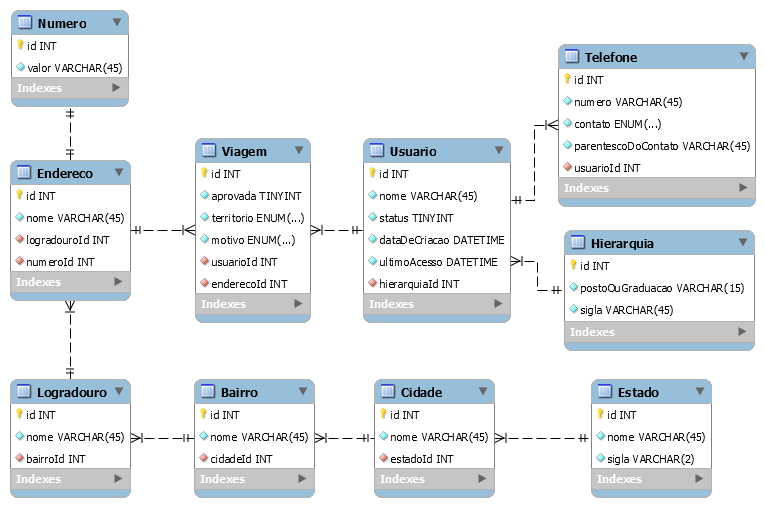 Numero
id INT
valor VARCHAR(45)
Indexes
Endereco
id INT
nome VARCHAR(45)
logradouroId INT
numeroId INT
Indexes
Viagem
id INT
aprovada TINYINT
territorio ENUM(...)
motivo ENUM(...)
usuarioId INT
enderecoId INT
Indexes
Usuario
id INT
nome VARCHAR(45)
status TINYINT
dataDeCriacao DATETIME
ultimoAcesso DATETIME
hierarquiaId INT
Indexes
Telefone
id INT
numero VARCHAR(45)
contato ENUM(...)
parentescoDoContato VARCHAR(45)
usuarioId INT
Indexes
Hierarquia
id INT
postoOuGraduacao VARCHAR(15)
sigla VARCHAR(45)
Indexes
Logradouro
id INT
nome VARCHAR(45)
bairroId INT
Indexes
Bairro
id INT
nome VARCHAR(45)
cidadeId INT
Indexes
Cidade
id INT
nome VARCHAR(45)
estadoId INT
Indexes
Estado
id INT
nome VARCHAR(45)
sigla VARCHAR(2)
Indexes